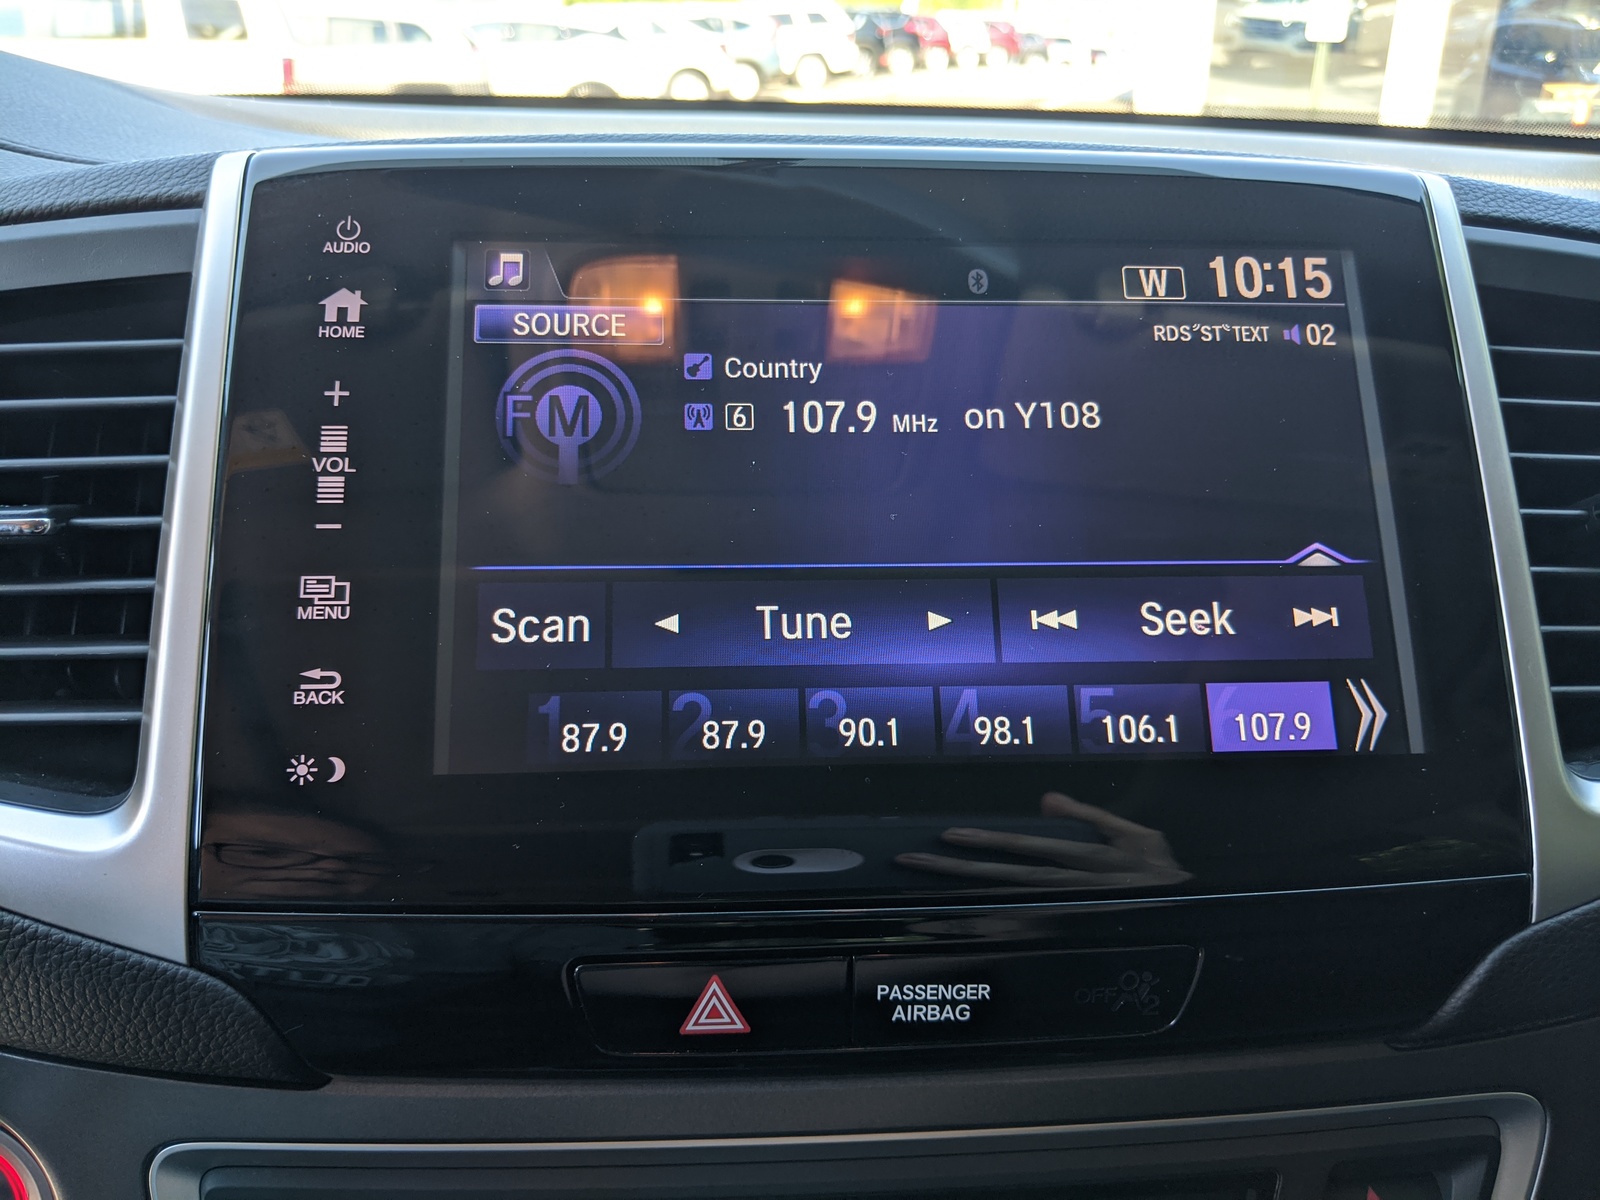 AUDIO
HOME
+
VOL
−
MENU
BACK
W 10:15
SOURCE
RDS ST TEXT 02
FM
Country
6 107.9 MHz on Y108
Scan Tune Seek
1 87.9
2 87.9
3 90.1
4 98.1
5 106.1
6 107.9
PASSENGER
AIRBAG
OFF 2